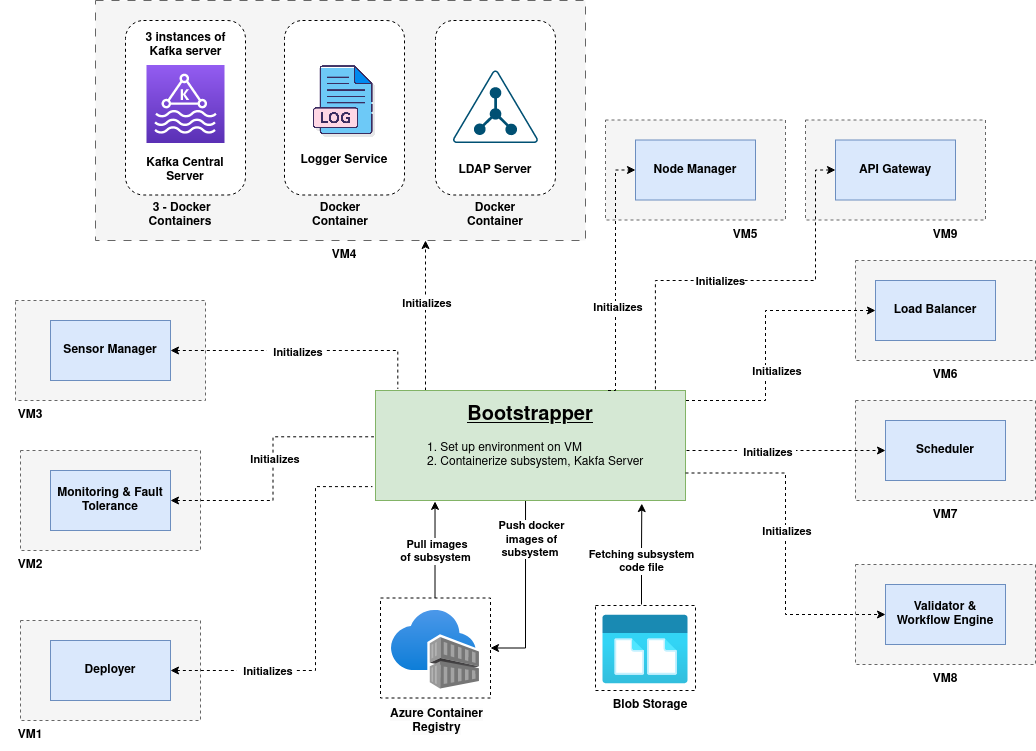 3 instances of
Kafka server
K
Kafka Central
Server
LOG
Logger Service
LDAP Server
3 - Docker
Containers
Docker
Container
Docker
Container
VM4
Node Manager
VM5
API Gateway
VM9
Initializes
Initializes
Initializes
Load Balancer
VM6
Initializes
Sensor Manager
VM3
Initializes
Bootstrapper
1. Set up environment on VM
2. Containerize subsystem, Kakfa Server
Initializes
Scheduler
VM7
Initializes
Monitoring & Fault
Tolerance
VM2
Initializes
Validator &
Workflow Engine
VM8
Pull images
of subsystem
Push docker
images of
subsystem
Fetching subsystem
code file
Deployer
VM1
Initializes
Azure Container
Registry
Blob Storage